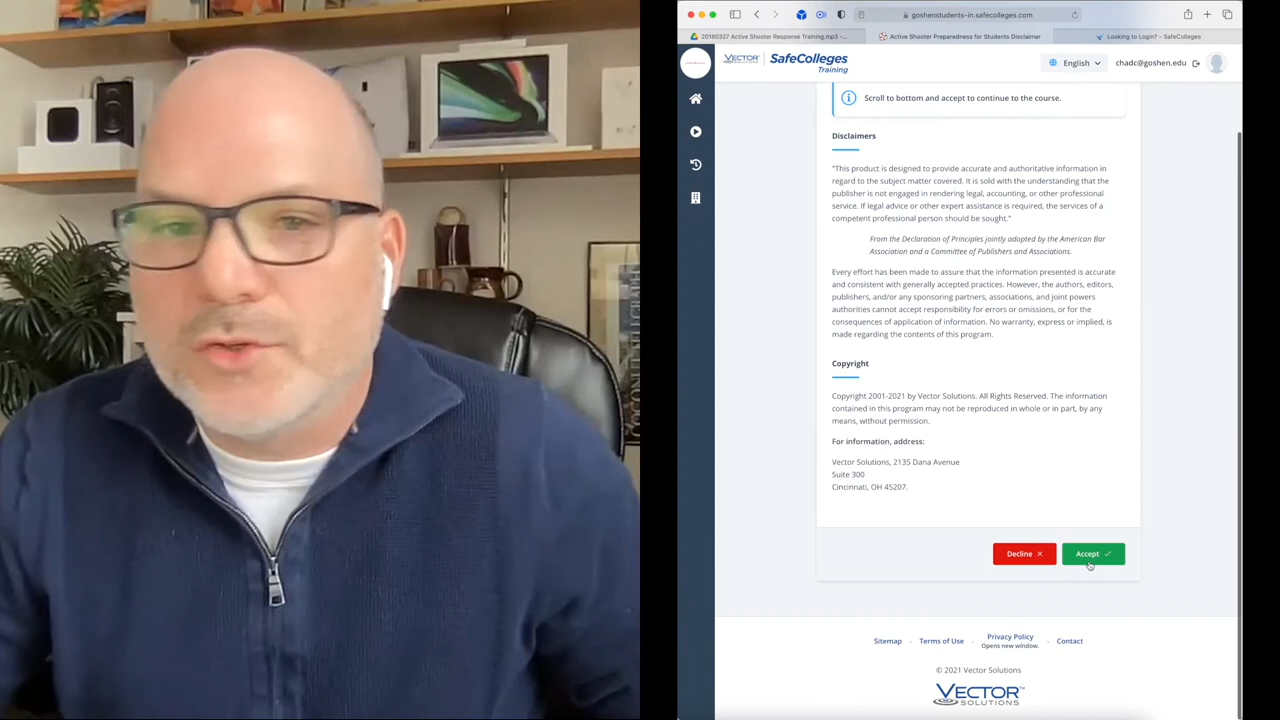 goshenstudents-in.safecolleges.com
20160327 Active Shooter Response Training.mp3 -...
Active Shooter Preparedness for Students Disclaimer
Looking to Login? - SafeColleges
VECTOR SOLUTIONS
SafeColleges
Training
English
chadc@goshen.edu
Scroll to bottom and accept to continue to the course.
Disclaimers
"This product is designed to provide accurate and authoritative information in
regard to the subject matter covered. It is sold with the understanding that the
publisher is not engaged in rendering legal, accounting, or other professional
service. If legal advice or other expert assistance is required, the services of a
competent professional person should be sought."
From the Declaration of Principles jointly adopted by the American Bar
Association and a Committee of Publishers and Associations.
Every effort has been made to assure that the information presented is accurate
and consistent with generally accepted practices. However, the authors, editors,
publishers, and/or any sponsoring partners, associations, and joint powers
authorities cannot accept responsibility for errors or omissions, or for the
consequences of application of information. No warranty, express or implied, is
made regarding the contents of this program.
Copyright
Copyright 2001-2021 by Vector Solutions. All Rights Reserved. The information
contained in this program may not be reproduced in whole or in part, by any
means, without permission.
For information, address:
Vector Solutions, 2135 Dana Avenue
Suite 300
Cincinnati, OH 45207.
Decline
Accept
Sitemap - Terms of Use - Privacy Policy - Contact
Opens new window.
© 2021 Vector Solutions
VECTOR™
SOLUTIONS